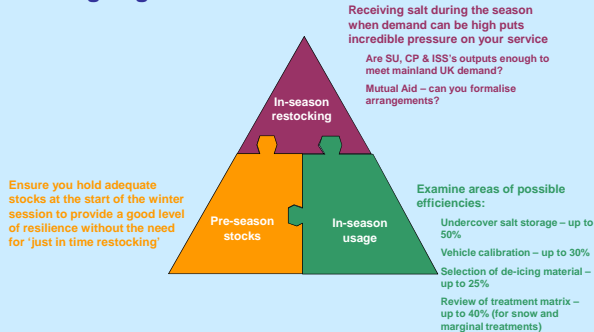 Receiving salt during the season
when demand can be high puts
incredible pressure on your service
Are SU, CP & ISS's outputs enough to
meet mainland UK demand?
Mutual Aid – can you formalise
arrangements?
In-season
restocking
Ensure you hold adequate
stocks at the start of the winter
session to provide a good level
of resilience without the need
for 'just in time restocking'
Pre-season
stocks
In-season
usage
Examine areas of possible
efficiencies:
Undercover salt storage – up to
50%
Vehicle calibration – up to 30%
Selection of de-icing material –
up to 25%
Review of treatment matrix –
up to 40% (for snow and
marginal treatments)